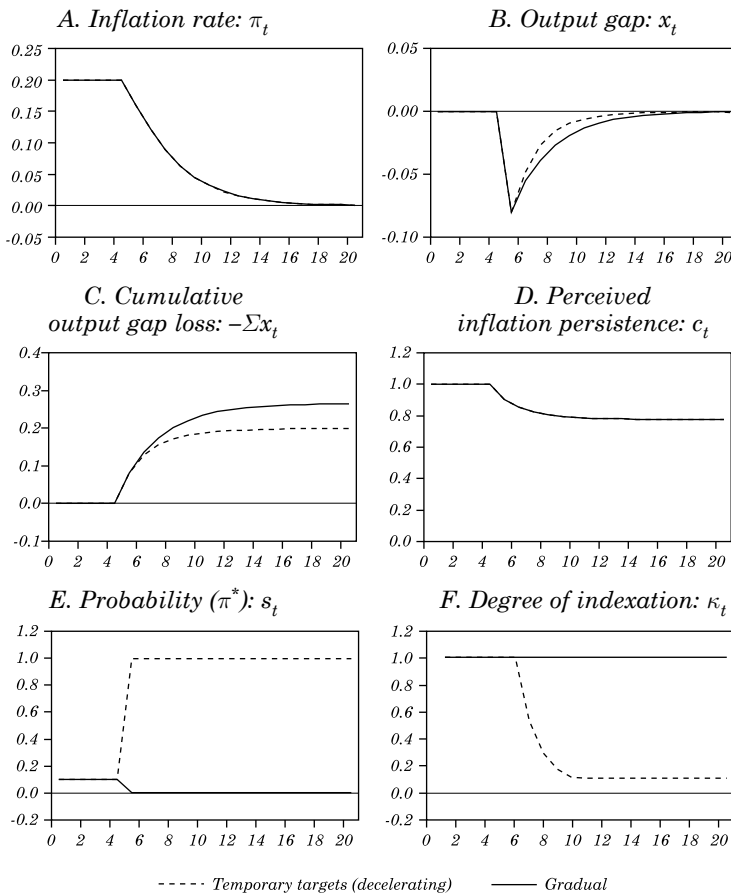 A. Inflation rate: πt
B. Output gap: xt
0.25
0.20
0.15
0.10
0.05
0.00
-0.05
0 2 4 6 8 10 12 14 16 18 20
0.05
0.00
-0.05
-0.10
0 2 4 6 8 10 12 14 16 18 20
C. Cumulative
output gap loss: –Σxt
D. Perceived
inflation persistence: ct
0.4
0.3
0.2
0.1
0.0
-0.1
0 2 4 6 8 10 12 14 16 18 20
1.2
1.0
0.8
0.6
0.4
0.2
0.0
0 2 4 6 8 10 12 14 16 18 20
E. Probability (π*): st
F. Degree of indexation: κt
1.2
1.0
0.8
0.6
0.4
0.2
0.0
-0.2
0 2 4 6 8 10 12 14 16 18 20
1.2
1.0
0.8
0.6
0.4
0.2
0.0
-0.2
0 2 4 6 8 10 12 14 16 18 20
Temporary targets (decelerating) Gradual